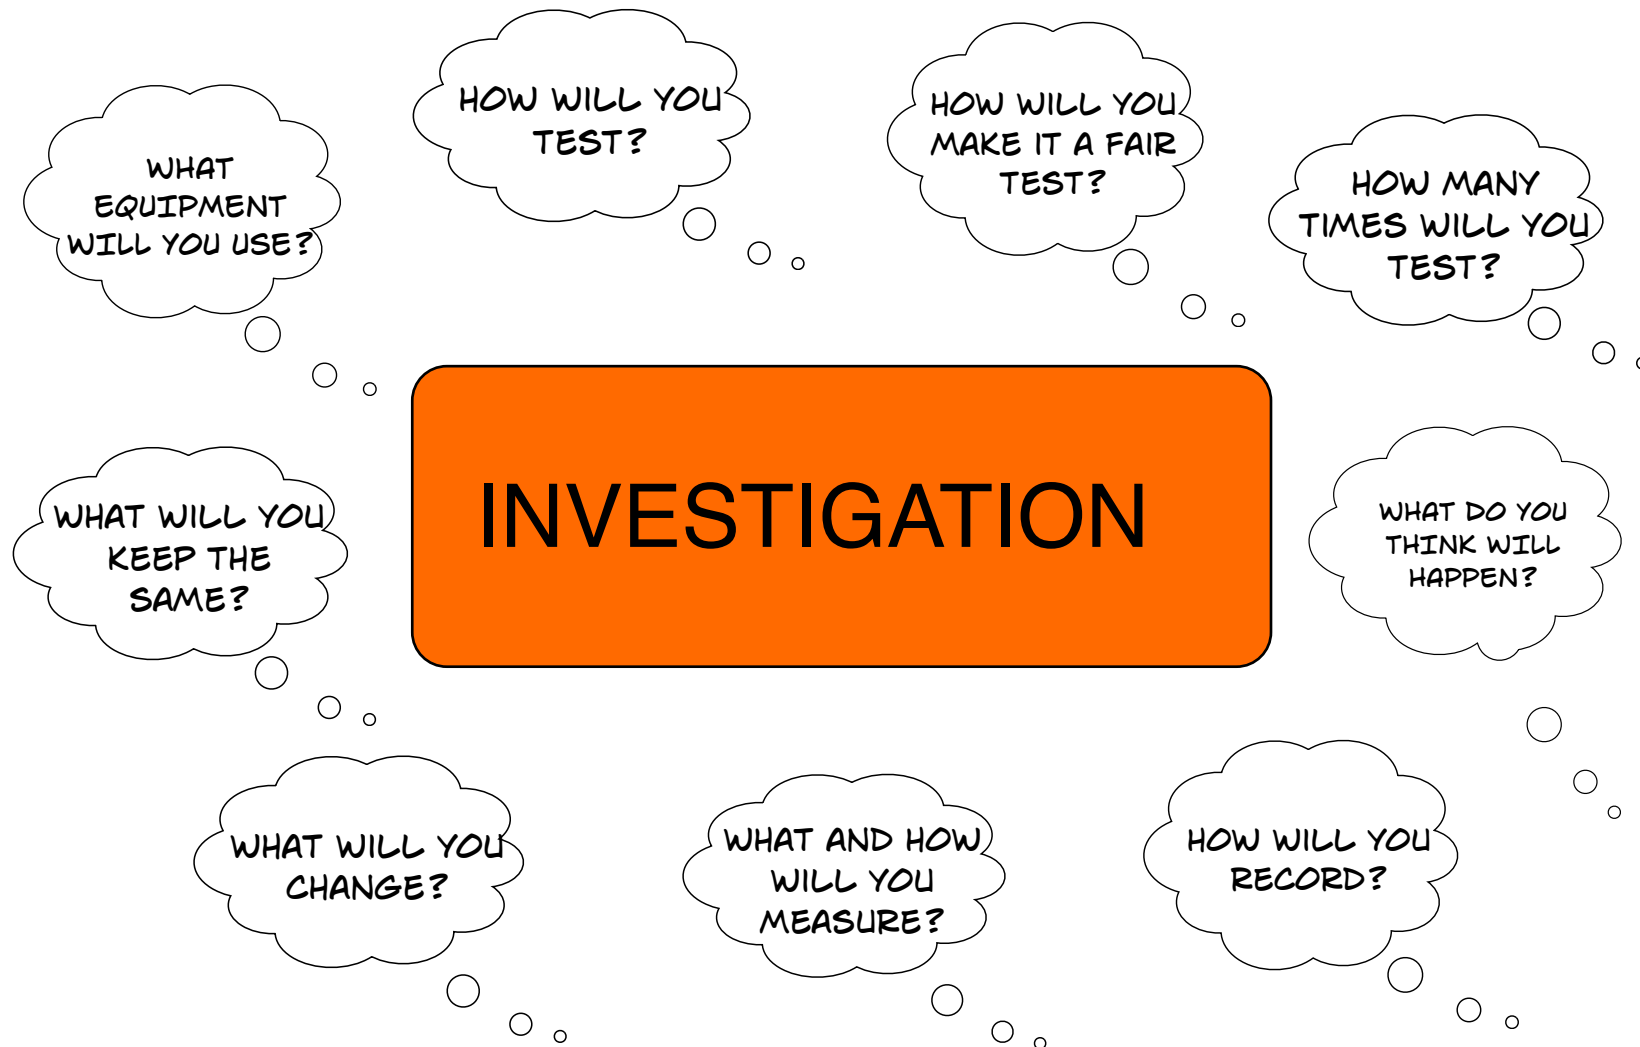 HOW WILL YOU
TEST?
HOW WILL YOU
MAKE IT A FAIR
TEST?
WHAT
EQUIPMENT
WILL YOU USE?
HOW MANY
TIMES WILL YOU
TEST?
INVESTIGATION
WHAT WILL YOU
KEEP THE
SAME?
WHAT DO YOU
THINK WILL
HAPPEN?
WHAT WILL YOU
CHANGE?
WHAT AND HOW
WILL YOU
MEASURE?
HOW WILL YOU
RECORD?